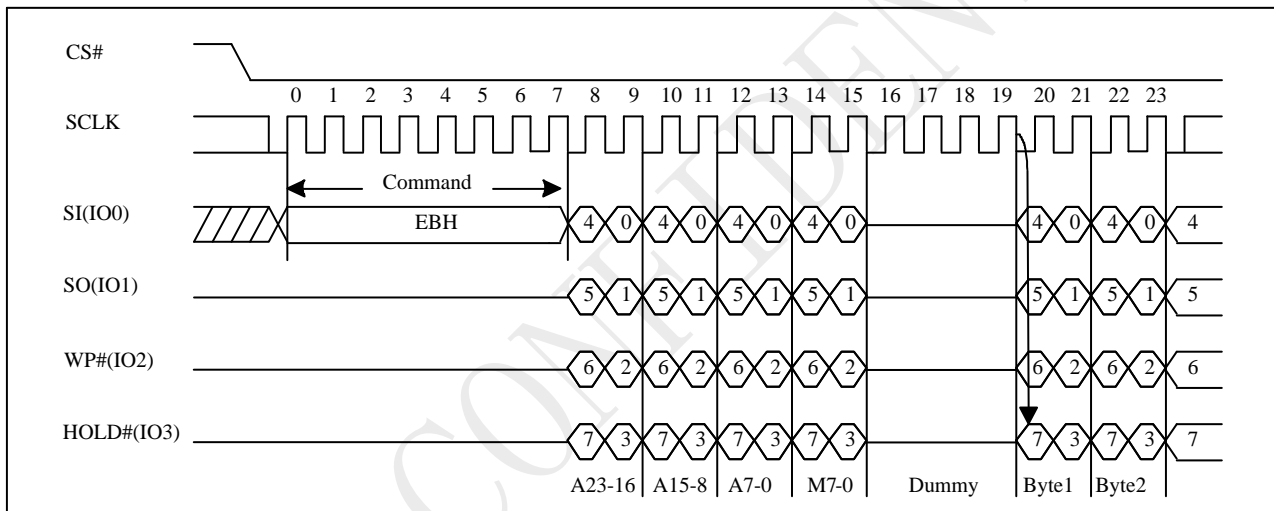 CS#
0 1 2 3 4 5 6 7 8 9 10 11 12 13 14 15 16 17 18 19 20 21 22 23
SCLK
Command
SI(IO0) EBH 4 0 4 0 4 0 4 0 4 0 4 0 4
SO(IO1) 5 1 5 1 5 1 5 1 5 1 5 1 5
WP#(IO2) 6 2 6 2 6 2 6 2 6 2 6 2 6
HOLD#(IO3) 7 3 7 3 7 3 7 3 7 3 7 3 7
A23-16 A15-8 A7-0 M7-0 Dummy Byte1 Byte2
CONFIDEN